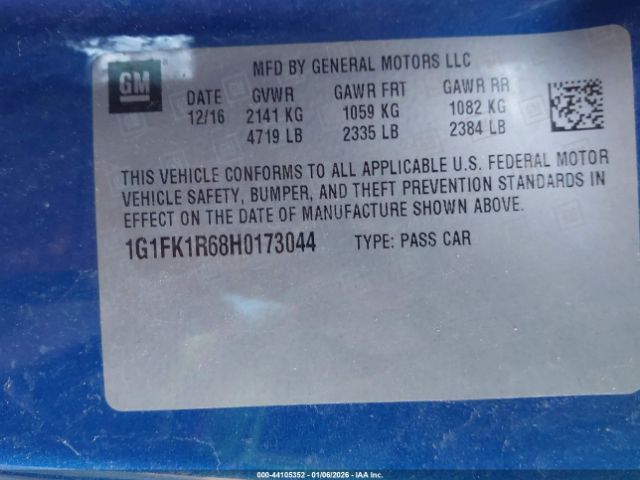 GM
MFD BY GENERAL MOTORS LLC
DATE GVWR GAWR FRT GAWR RR
12/16 2141 KG 1059 KG 1082 KG
4719 LB 2335 LB 2384 LB
THIS VEHICLE CONFORMS TO ALL APPLICABLE U.S. FEDERAL MOTOR
VEHICLE SAFETY, BUMPER, AND THEFT PREVENTION STANDARDS IN
EFFECT ON THE DATE OF MANUFACTURE SHOWN ABOVE.
1G1FK1R68H0173044 TYPE: PASS CAR
000-44105352 | 01/06/2026 - IAA Inc.